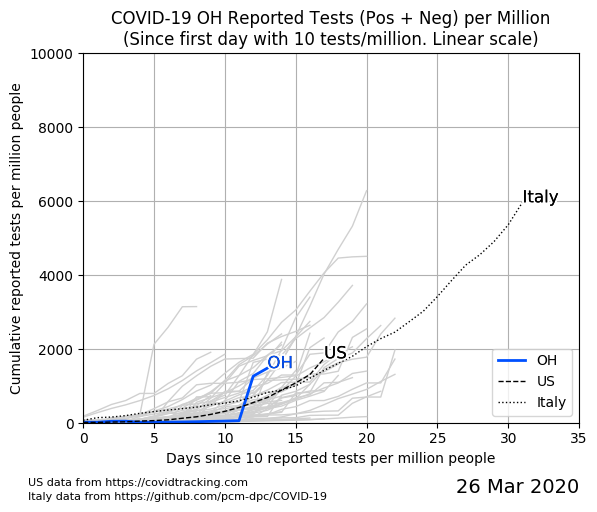 COVID-19 OH Reported Tests (Pos + Neg) per Million
(Since first day with 10 tests/million. Linear scale)
Cumulative reported tests per million people
10000
8000
6000
4000
2000
0
Italy
US
OH
OH
US
Italy
0 5 10 15 20 25 30 35
Days since 10 reported tests per million people
US data from https://covidtracking.com
Italy data from https://github.com/pcm-dpc/COVID-19
26 Mar 2020